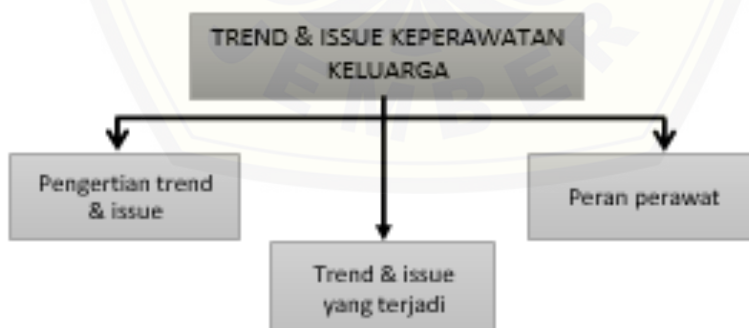 TREND & ISSUE KEPERAWATAN
KELUARGA
Pengertian trend
& issue
Peran perawat
Trend & issue
yang terjadi